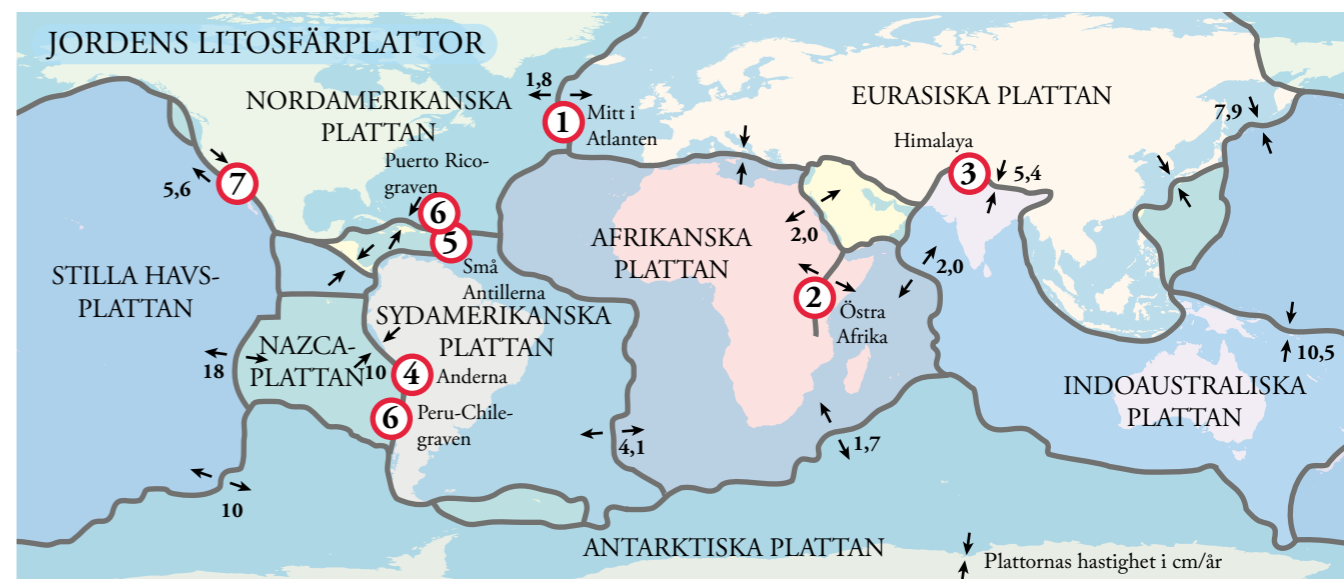 JORDENS LITOSFÄRPLATTOR
NORDAMERIKANSKA
PLATTAN
1,8
1
Mitt i
Atlanten
EURASISKA PLATTAN
7,9
Himalaya
3
5,4
Puerto Rico-
graven
6
5
Små
Antillerna
5,6
7
STILLA HAVS-
PLATTAN
AFRIKANSKA
PLATTAN
2,0
2,0
2
Östra
Afrika
SYDAMERIKANSKA
PLATTAN
NAZCA-
PLATTAN
10
18
4
Anderna
6
Peru-Chile-
graven
10,5
INDOAUSTRALISKA
PLATTAN
4,1
1,7
10
ANTARKTISKA PLATTAN
Plattornas hastighet i cm/år